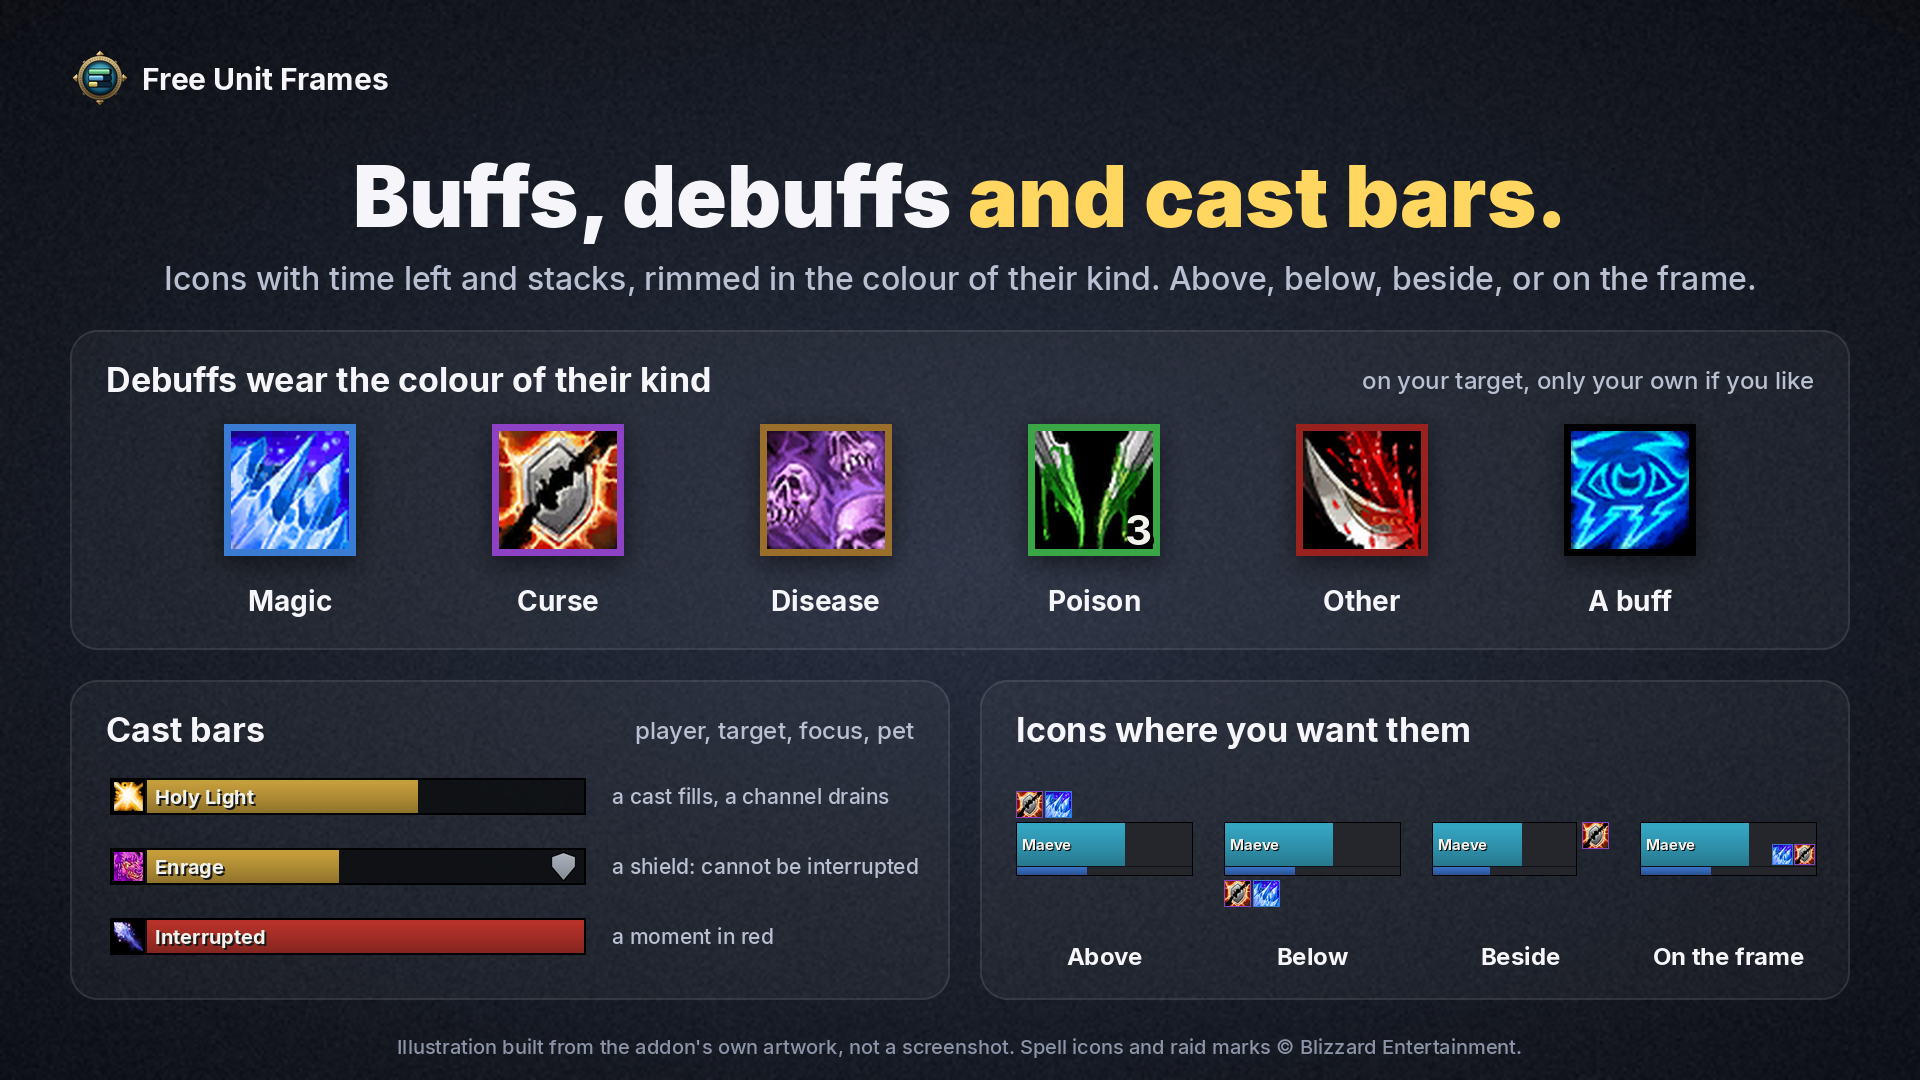 Free Unit Frames
Buffs, debuffs and cast bars.
Icons with time left and stacks, rimmed in the colour of their kind. Above, below, beside, or on the frame.
Debuffs wear the colour of their kind
on your target, only your own if you like
3
Magic
Curse
Disease
Poison
Other
A buff
Cast bars
player, target, focus, pet
Holy Light
a cast fills, a channel drains
Enrage
a shield: cannot be interrupted
Interrupted
a moment in red
Icons where you want them
Maeve
Maeve
Maeve
Maeve
Above
Below
Beside
On the frame
Illustration built from the addon's own artwork, not a screenshot. Spell icons and raid marks © Blizzard Entertainment.